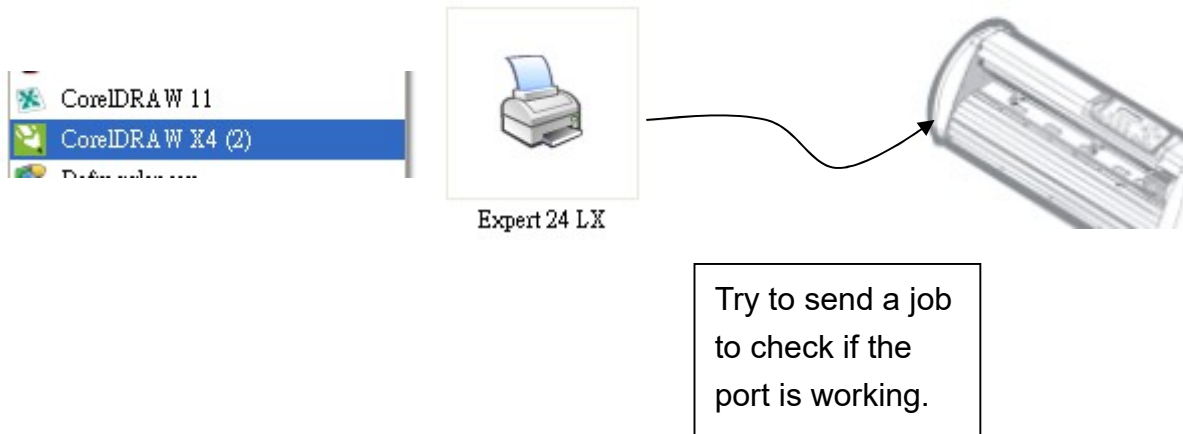 CorelDRAW 11
CorelDRAW X4 (2)
Expert 24 LX
Try to send a job
to check if the
port is working.